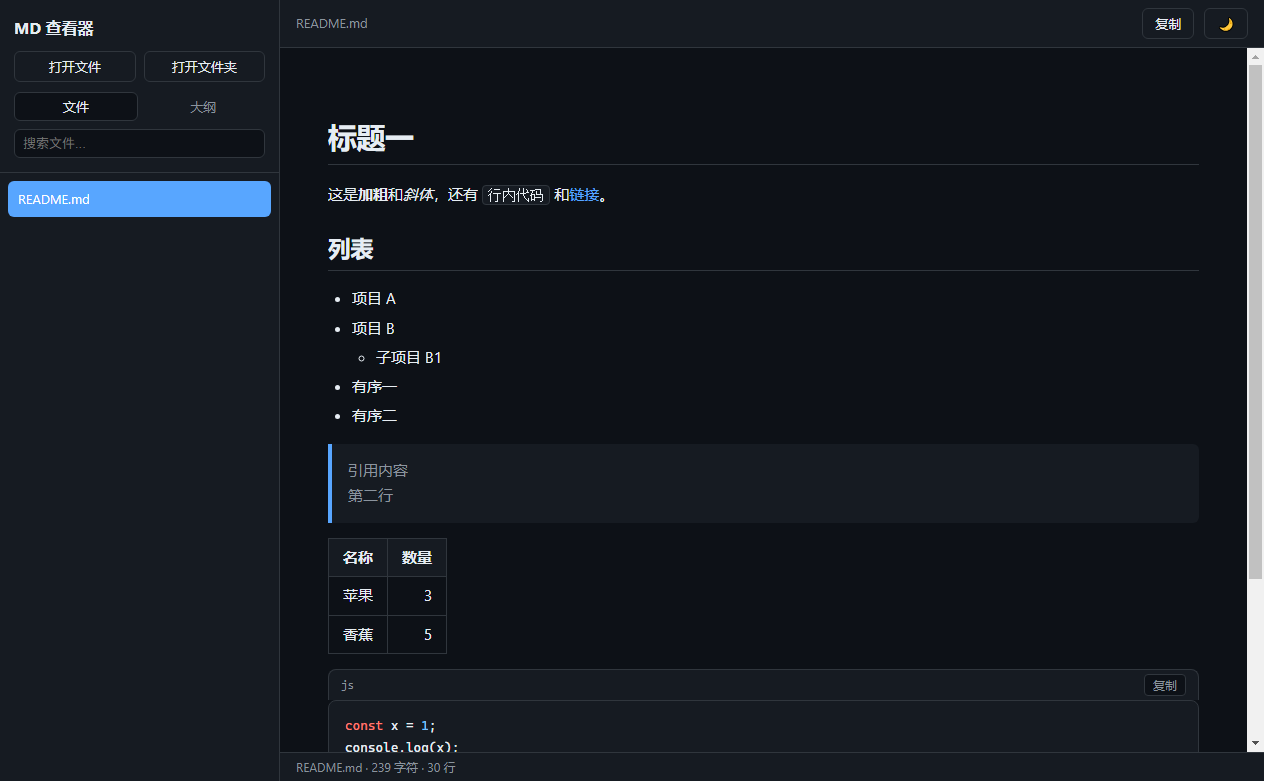 MD 查看器
打开文件 打开文件夹
文件 大纲
搜索文件...
README.md
README.md 复制
标题一
这是加粗和斜体，还有 行内代码 和链接。
列表
项目 A
项目 B
子项目 B1
有序一
有序二
引用内容
第二行
名称 数量
苹果 3
香蕉 5
js 复制
const x = 1;
console.log(x);
README.md · 239 字符 · 30 行